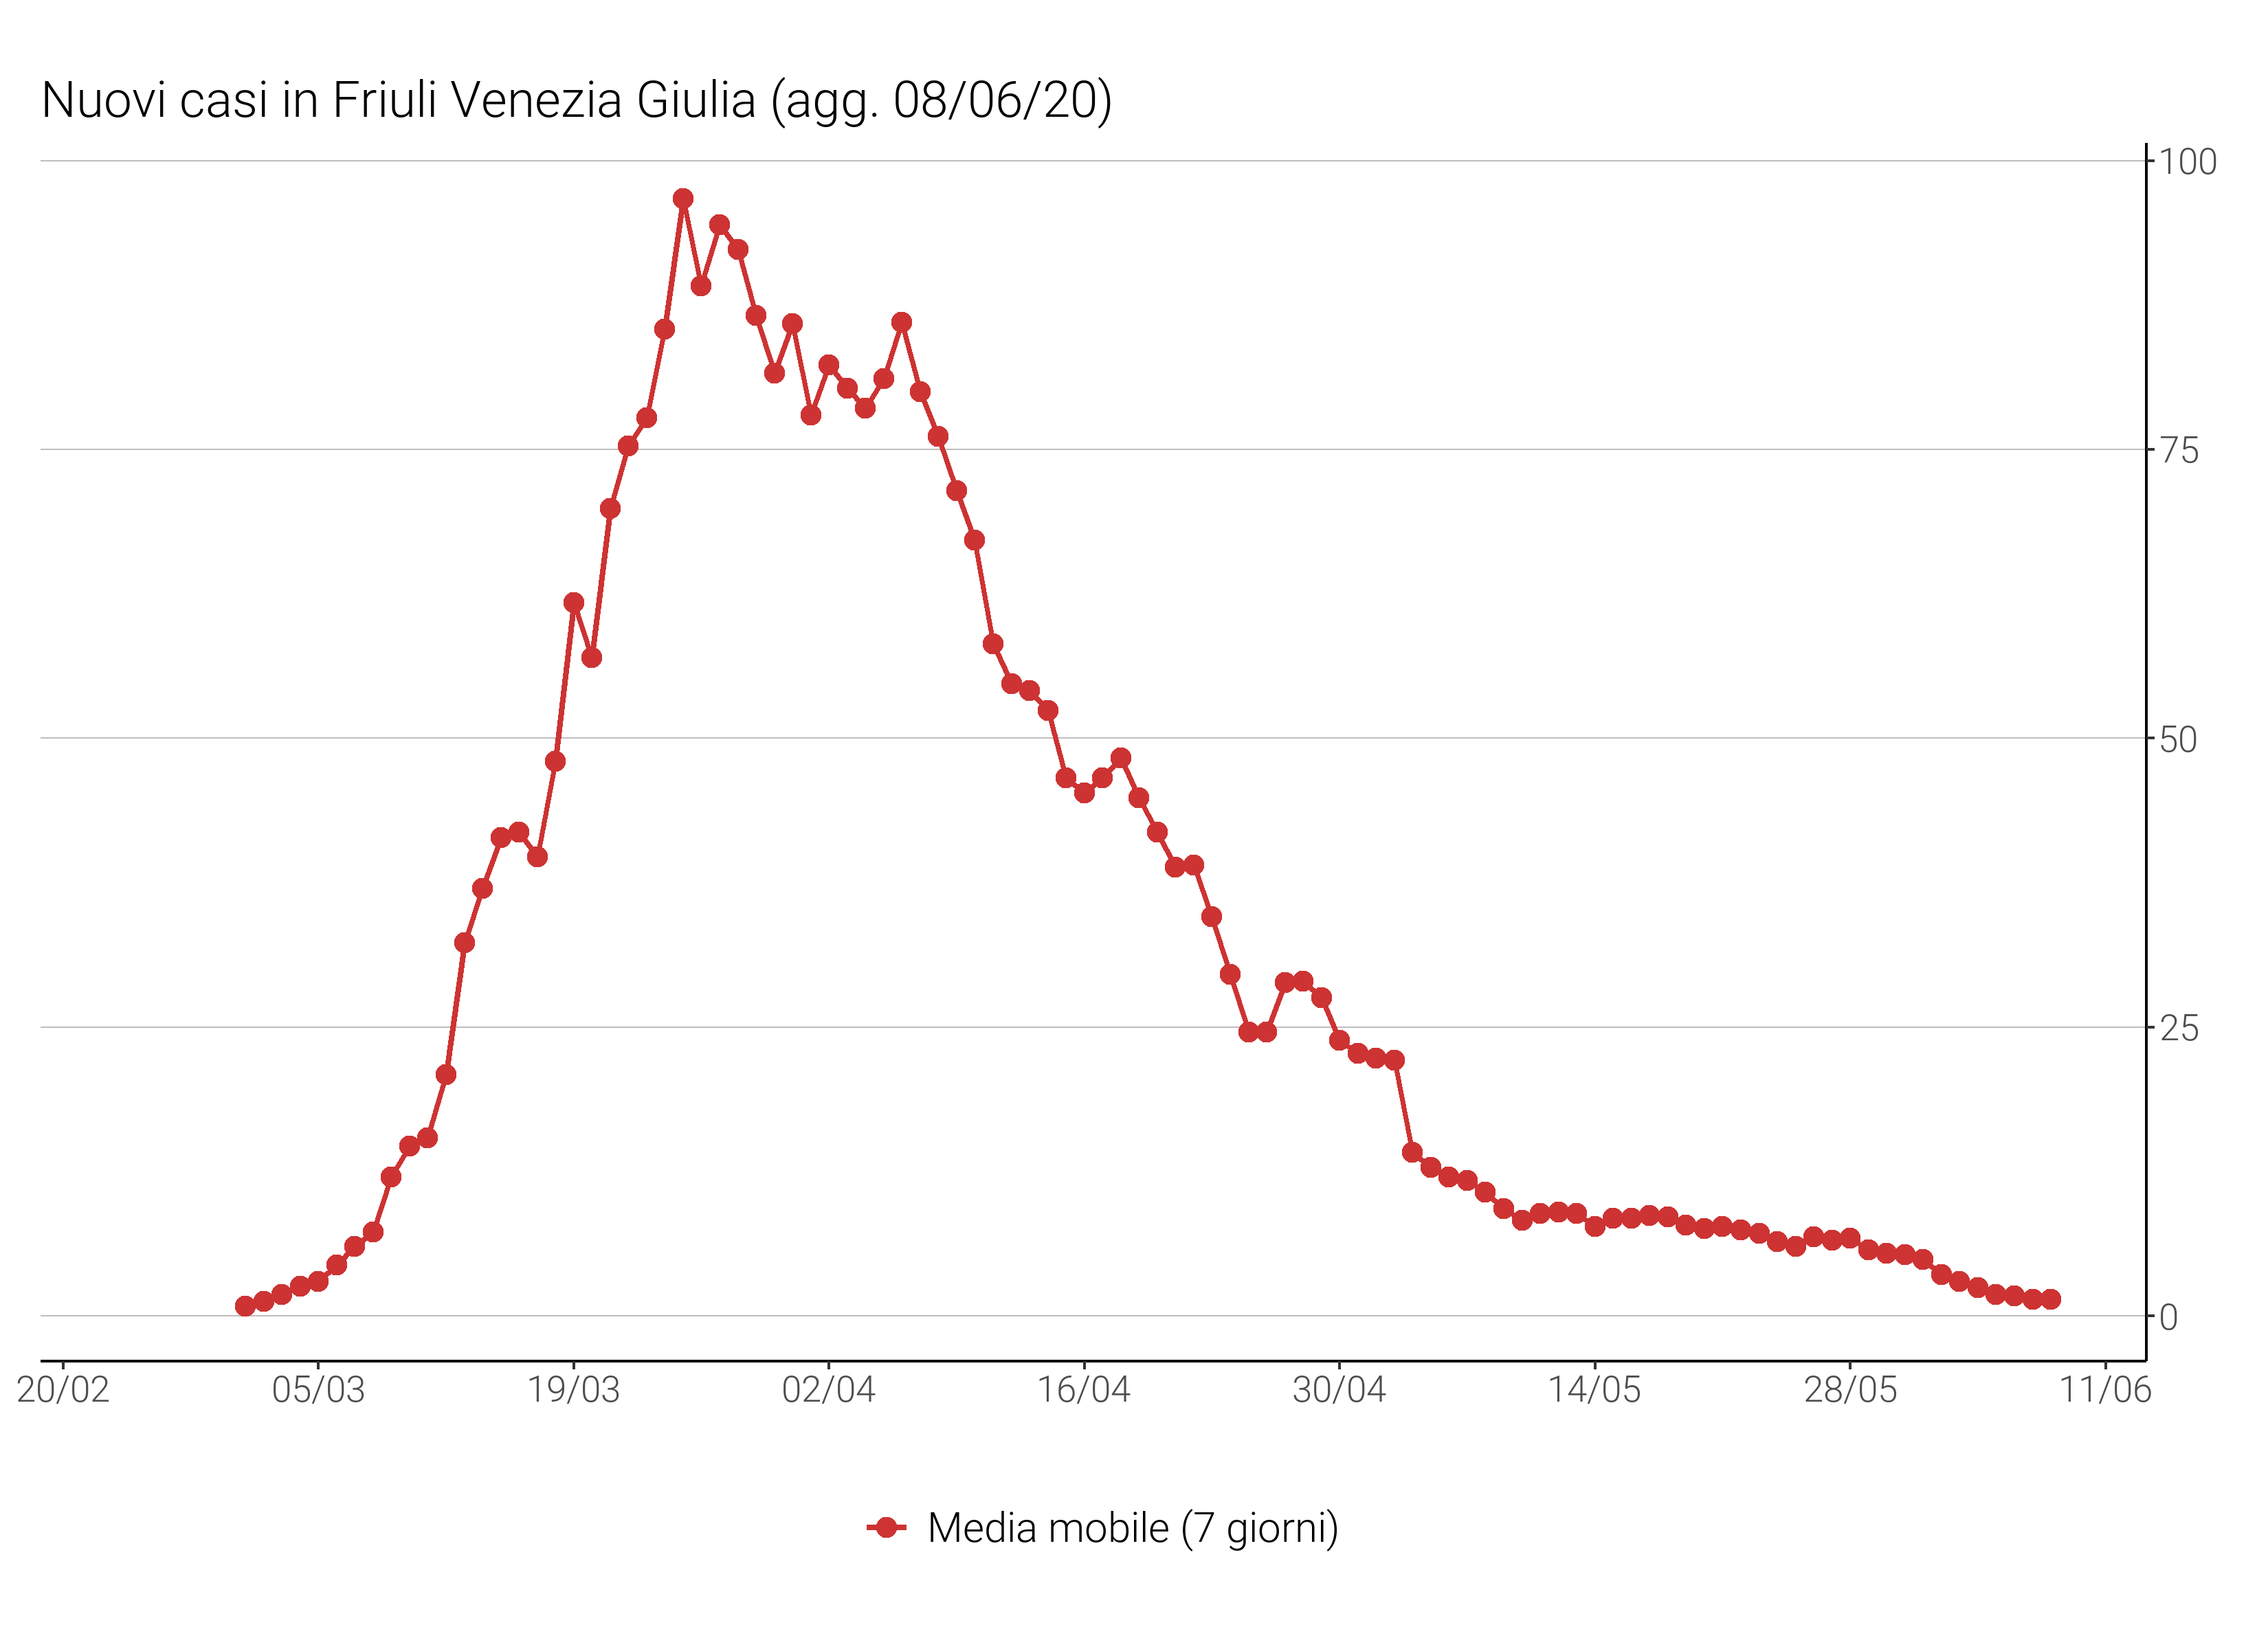 Nuovi casi in Friuli Venezia Giulia (agg. 08/06/20)
100
75
50
25
0
20/02 05/03 19/03 02/04 16/04 30/04 14/05 28/05 11/06
Media mobile (7 giorni)